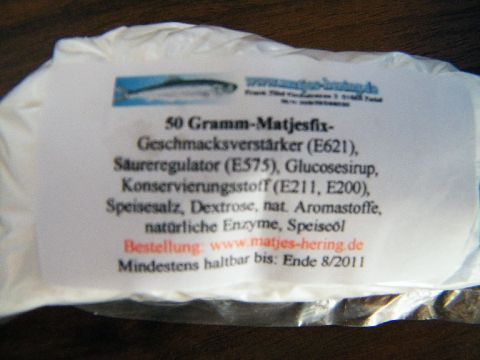 www.matjes-hering.de
50 Gramm-Matjesfix-
Geschmacksverstärker (E621),
Säureregulator (E575), Glucosesirup,
Konservierungsstoff (E211, E200),
Speisesalz, Dextrose, nat. Aromastoffe,
natürliche Enzyme, Speiseöl
Bestellung: www.matjes-hering.de
Mindestens haltbar bis: Ende 8/2011